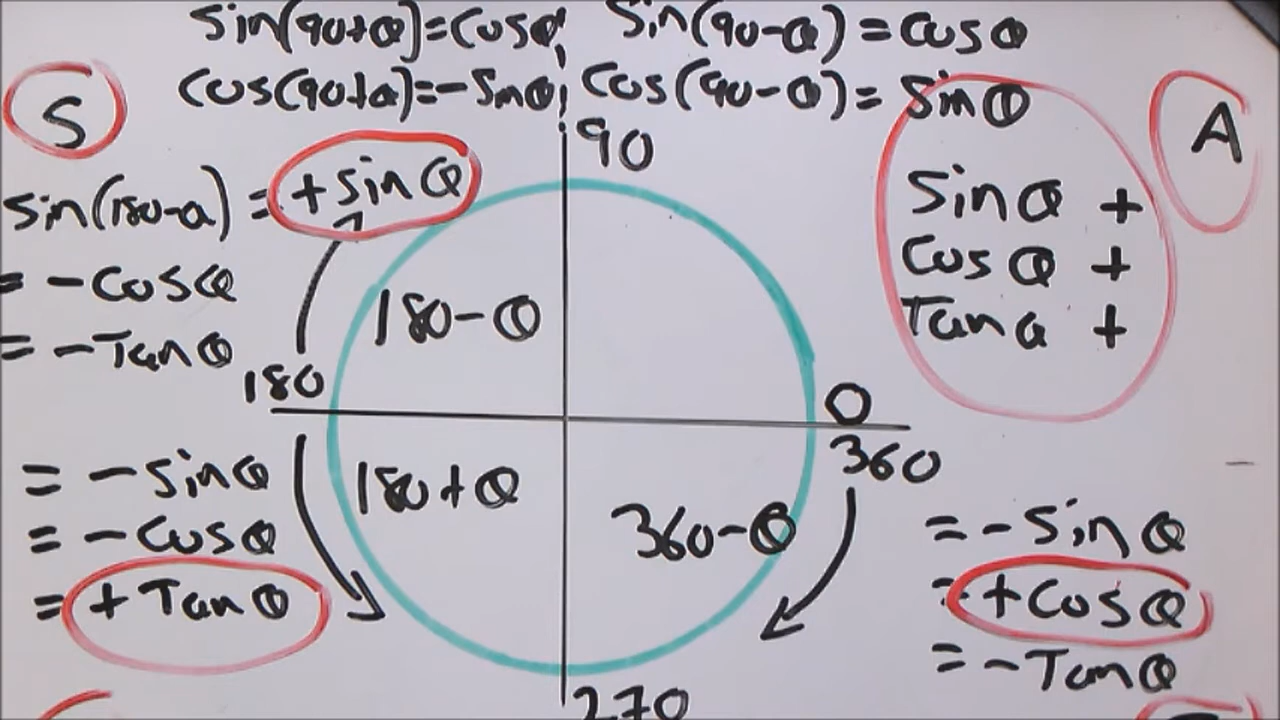 sin(90+θ)=cosθ; sin(90-θ)=cosθ
cos(90+θ)=-sinθ; cos(90-θ)=sinθ
S
A
90
sin(180-θ)=+sinθ
=-cosθ
=-Tanθ
sinθ +
cosθ +
Tanθ +
180-θ
180
0
360
180+θ
360-θ
=-sinθ
=-cosθ
=+Tanθ
=-sinθ
=+cosθ
=-Tanθ
270